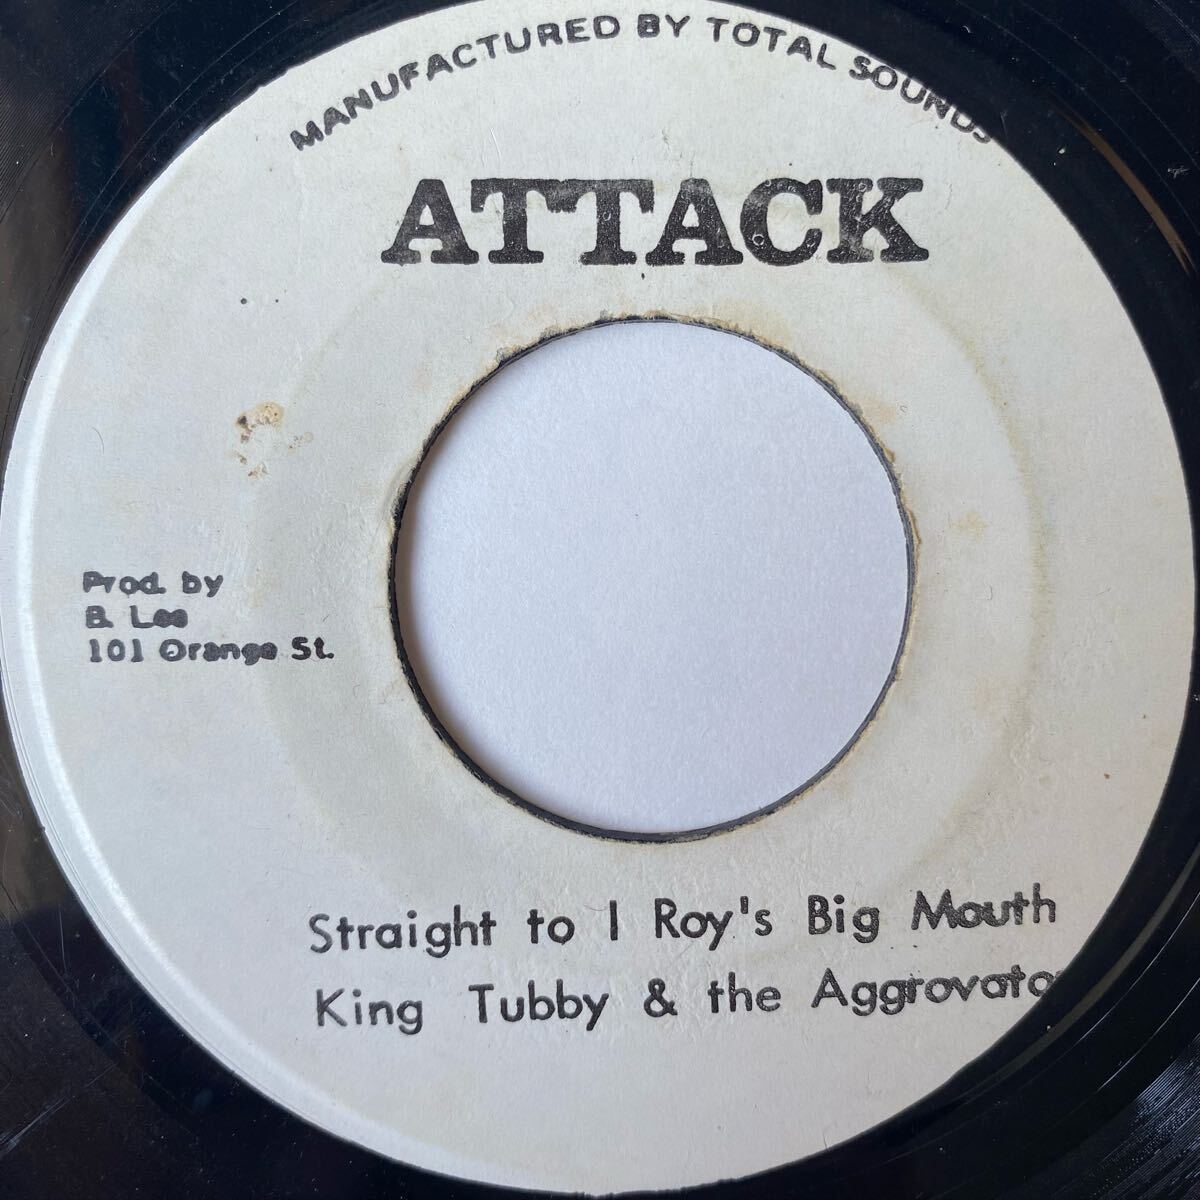 MANUFACTURED BY TOTAL SOUNDS
ATTACK
Prod. by
B. Lee
101 Orange St.
Straight to I Roy's Big Mouth
King Tubby & the Aggrovato